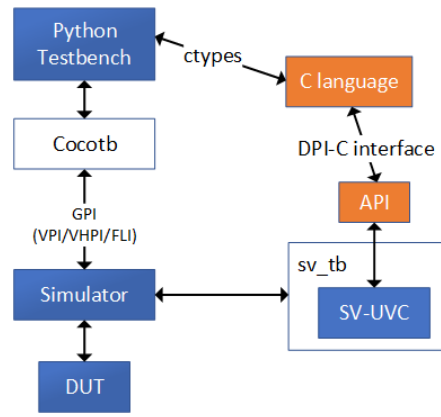 Python
Testbench
ctypes
C language
Cocotb
DPI-C interface
API
GPI
(VPI/VHPI/FLI)
sv_tb
Simulator
SV-UVC
DUT